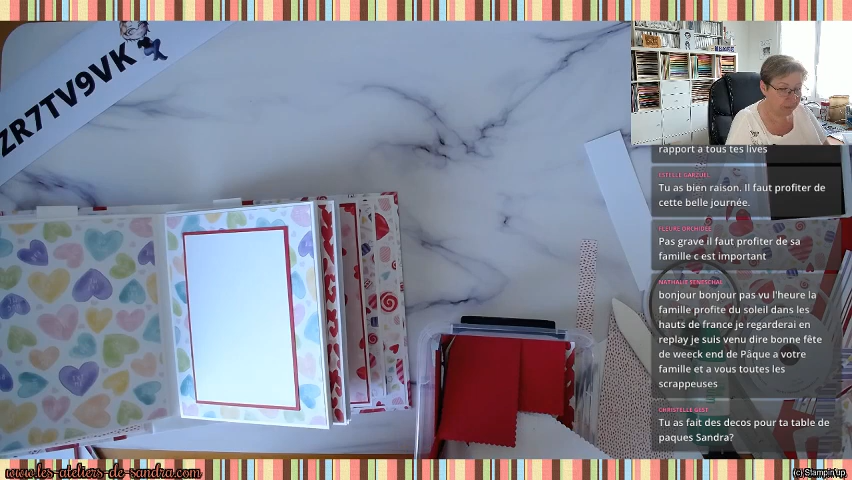 ZR7TV9VK
rapport a tous tes lives
ESTELLE GARZUEL
Tu as bien raison. Il faut profiter de
cette belle journée.
FLEURE ORCHIDÉE
Pas grave il faut profiter de sa
famille c est important
NATHALIE BENESCHAL
bonjour bonjour pas vu l'heure la
famille profite du soleil dans les
hauts de france je regarderai en
replay je suis venu dire bonne fête
de weeck end de Pâque a votre
famille et a vous toutes les
scrappeuses
CHRISTELLE GEST
Tu as fait des decos pour ta table de
paques Sandra?
www.les-ateliers-de-sandra.com
(c) Stampin'up